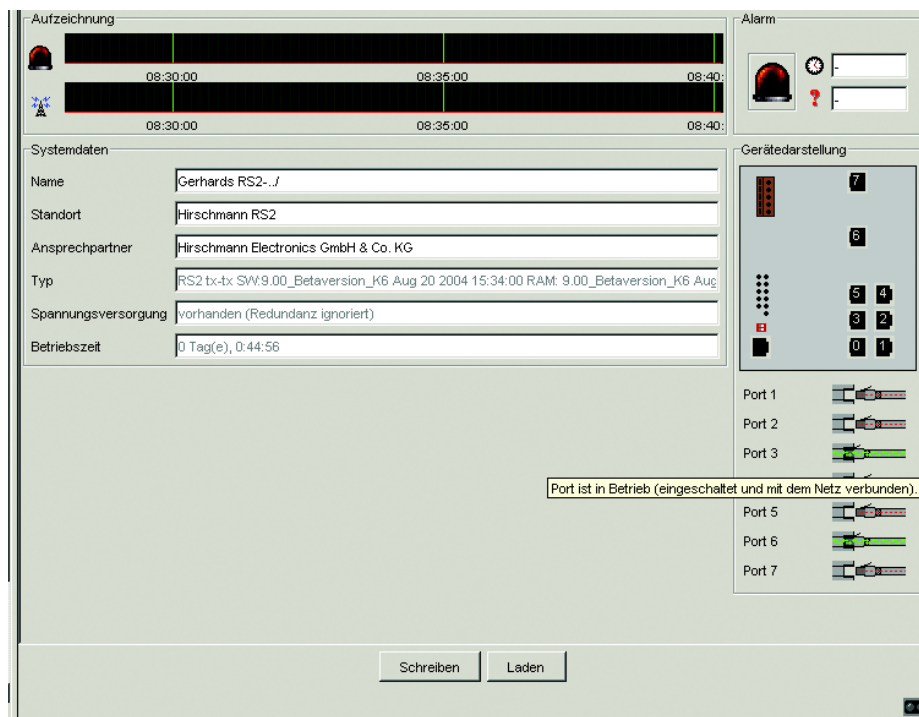 Aufzeichnung
08:30:00 08:35:00 08:40:
08:30:00 08:35:00 08:40:
Alarm
-
-
Systemdaten
Name Gerhards RS2-../
Standort Hirschmann RS2
Ansprechpartner Hirschmann Electronics GmbH & Co. KG
Typ RS2 tx-tx SW:9.00_Betaversion_K6 Aug 20 2004 15:34:00 RAM: 9.00_Betaversion_K6 Aug
Spannungsversorgung vorhanden (Redundanz ignoriert)
Betriebszeit 0 Tag(e), 0:44:56
Gerätedarstellung
7
6
5 4
3 2
0 1
Port 1
Port 2
Port 3
Port ist in Betrieb (eingeschaltet und mit dem Netz verbunden).
Port 5
Port 6
Port 7
Schreiben Laden